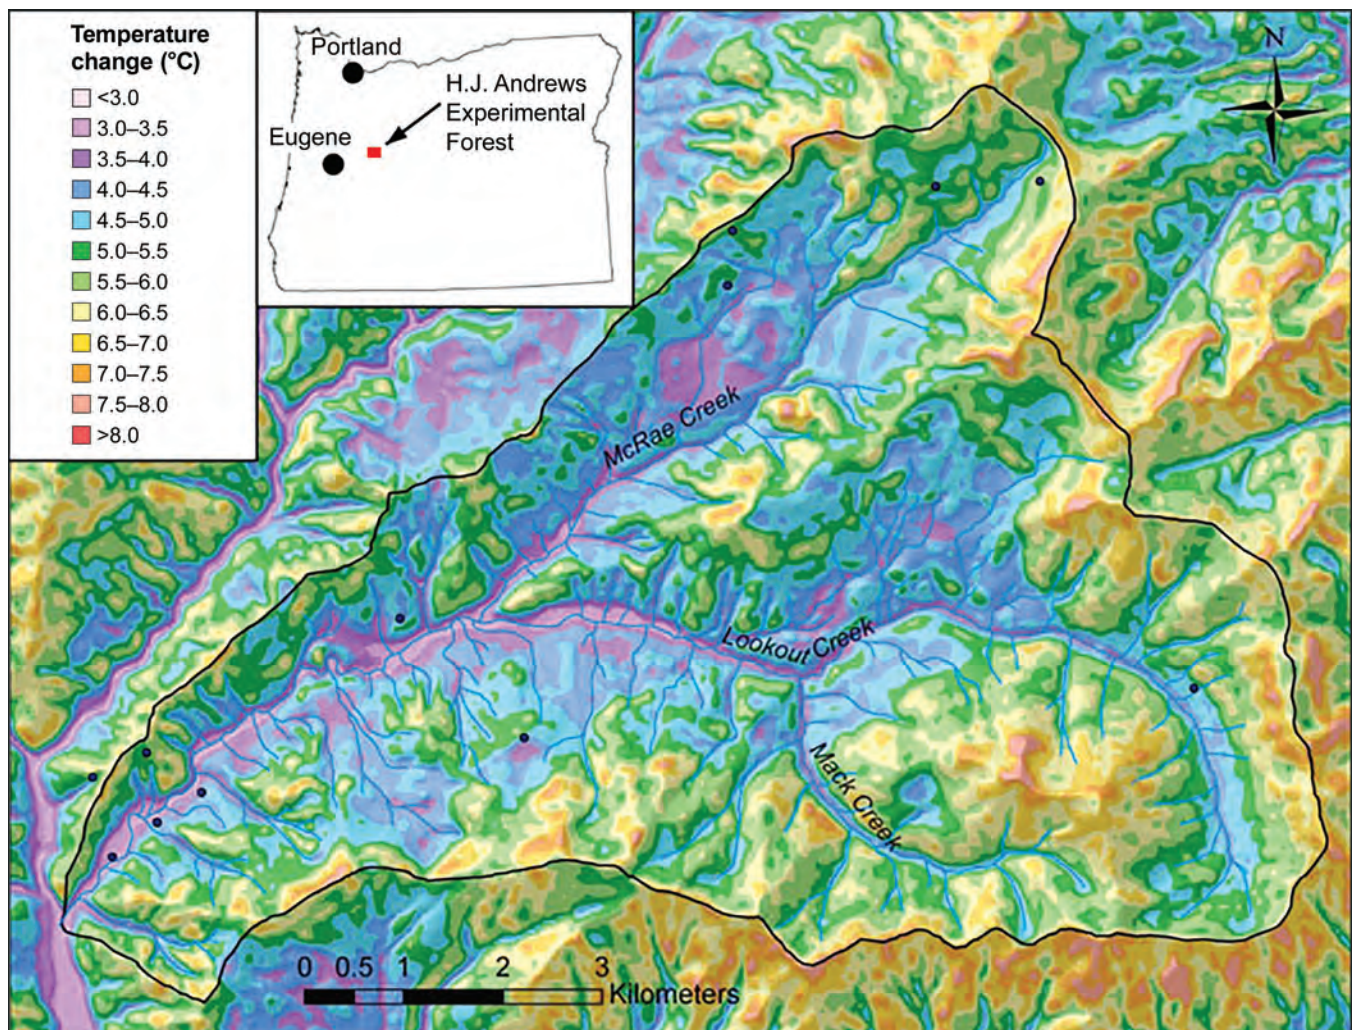 Temperature
change (°C)
<3.0
3.0–3.5
3.5–4.0
4.0–4.5
4.5–5.0
5.0–5.5
5.5–6.0
6.0–6.5
6.5–7.0
7.0–7.5
7.5–8.0
>8.0
Portland
H.J. Andrews
Experimental
Forest
Eugene
N
McRae Creek
Lookout Creek
Mack Creek
0 0.5 1 2 3
Kilometers